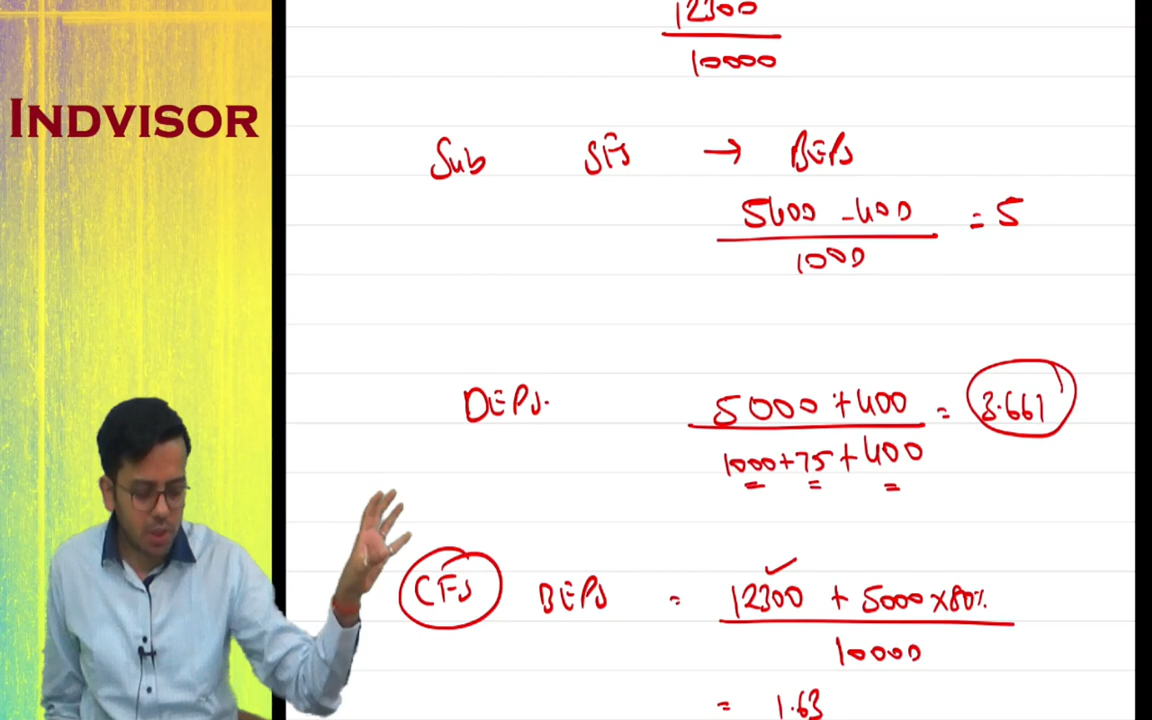 INDVISOR
12300
10000
Sub SFS → BEPS
5400 - 400 = 5
1000
DEPS. 5000 + 400 = 3.661
1000 + 75 + 400
CFS BEPS = 12300 + 5000 × 80%
10000
= 1.63